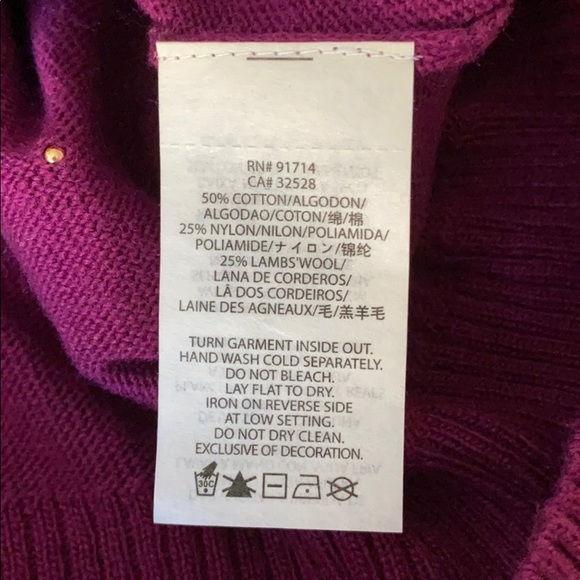 RN# 91714
CA# 32528
50% COTTON/ALGODON/
ALGODAO/COTON/绵/棉
25% NYLON/NILON/POLIAMIDA/
POLIAMIDE/ナイロン/锦纶
25% LAMBS'WOOL/
LANA DE CORDEROS/
LÃ DOS CORDEIROS/
LAINE DES AGNEAUX/毛/羔羊毛
TURN GARMENT INSIDE OUT.
HAND WASH COLD SEPARATELY.
DO NOT BLEACH.
LAY FLAT TO DRY.
IRON ON REVERSE SIDE
AT LOW SETTING.
DO NOT DRY CLEAN.
EXCLUSIVE OF DECORATION.
30C